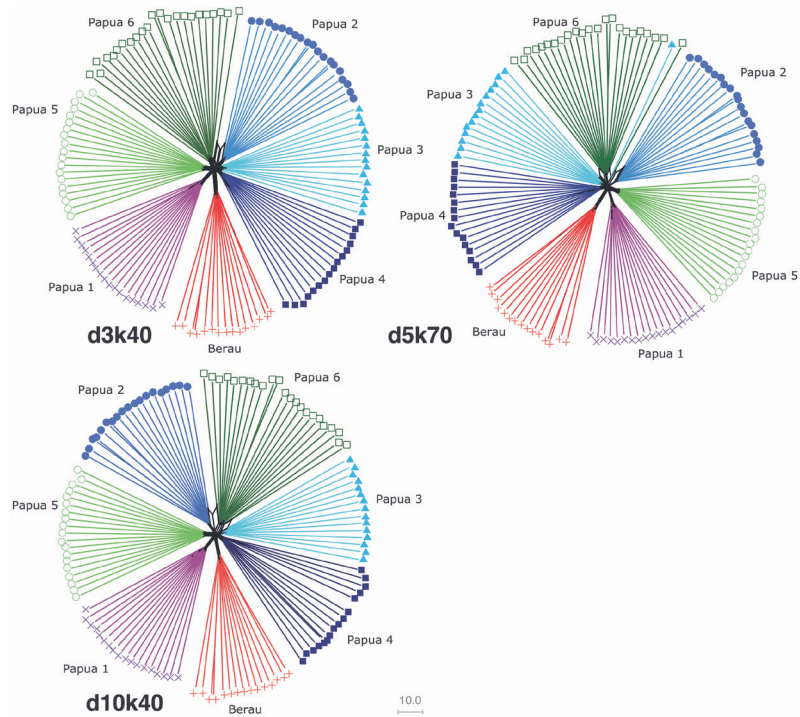 Papua 6
Papua 2
Papua 5
Papua 3
Papua 1
Papua 4
Berau
d3k40
Papua 6
Papua 2
Papua 3
Papua 4
Papua 5
Berau
Papua 1
d5k70
Papua 2
Papua 6
Papua 5
Papua 3
Papua 1
Papua 4
Berau
d10k40
10.0